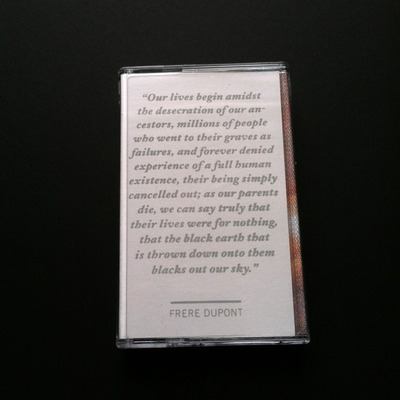 “Our lives begin amidst
the desecration of our an-
cestors, millions of people
who went to their graves as
failures, and forever denied
experience of a full human
existence, their being simply
cancelled out; as our parents
die, we can say truly that
their lives were for nothing,
that the black earth that
is thrown down onto them
blacks out our sky.”
FRERE DUPONT